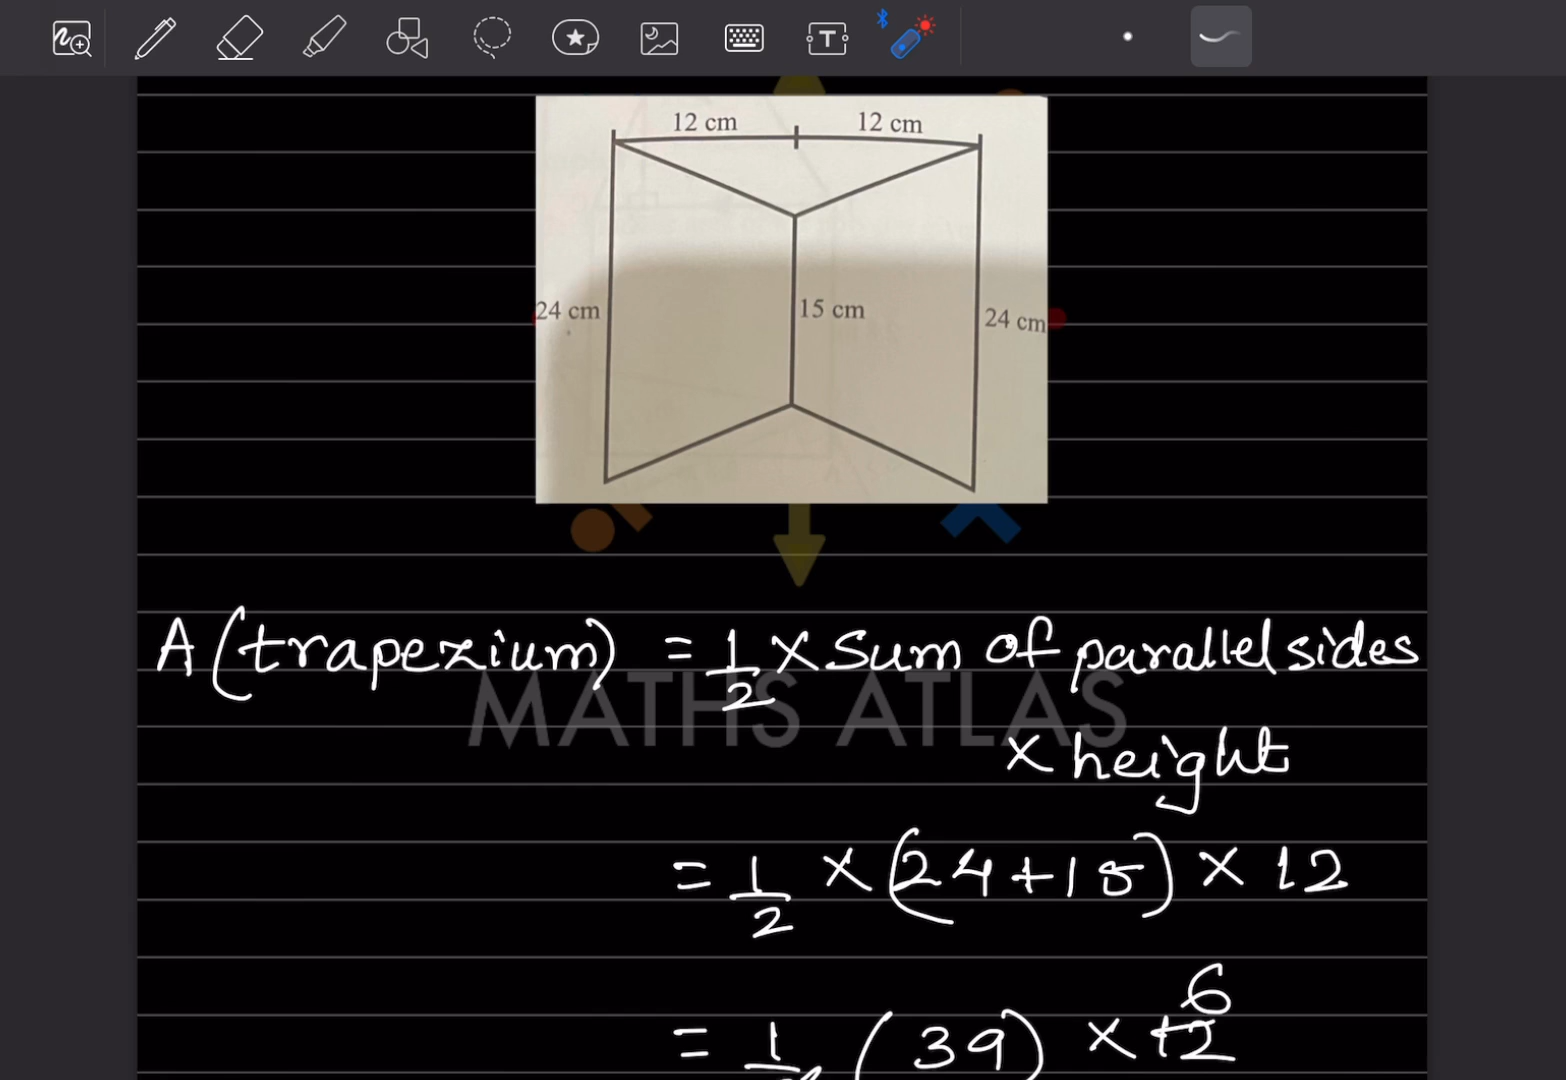 12 cm 12 cm
24 cm 15 cm 24 cm
A (trapezium) = 1/2 × Sum of parallel sides
MATHS ATLAS
× height
= 1/2 × (24+15) × 12
6
= 1/2 (39) × 12